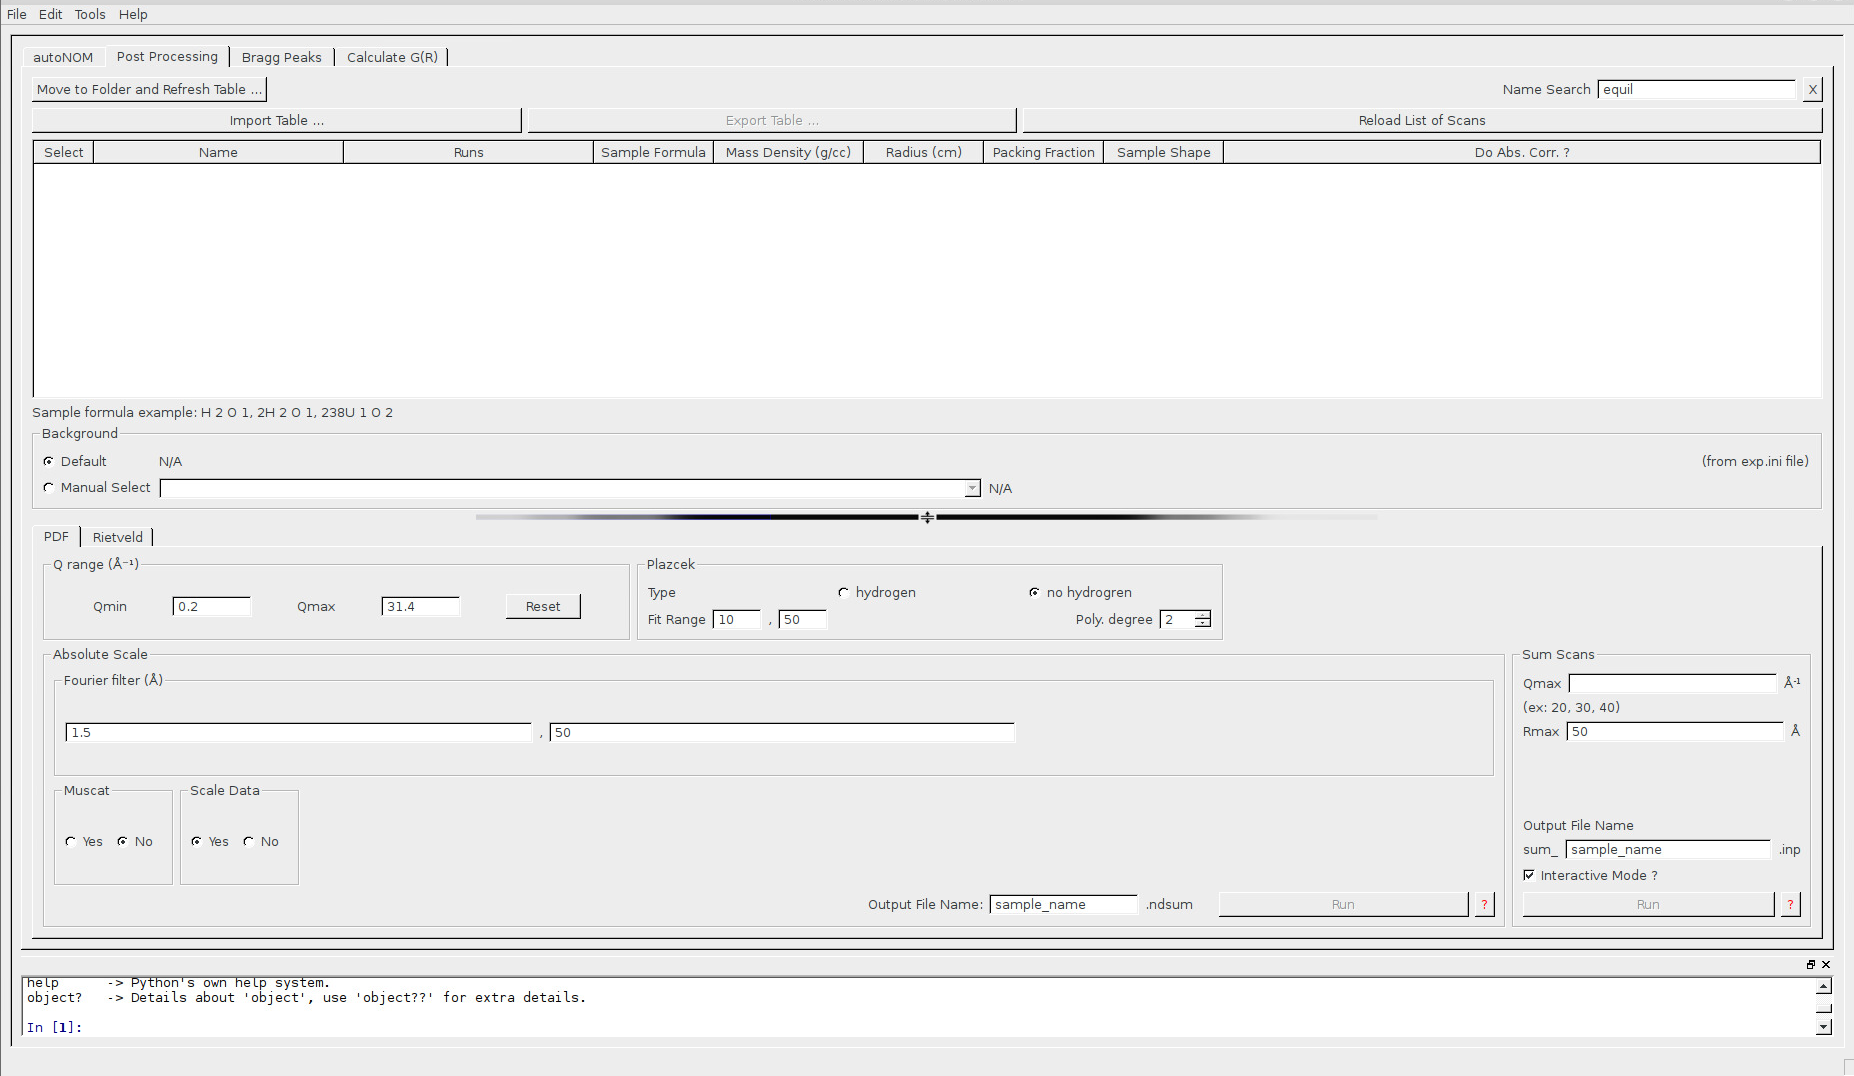 File Edit Tools Help
autoNOM Post Processing Bragg Peaks Calculate G(R)
Move to Folder and Refresh Table ... Name Search equil X
Import Table ... Export Table ... Reload List of Scans
Select Name Runs Sample Formula Mass Density (g/cc) Radius (cm) Packing Fraction Sample Shape Do Abs. Corr. ?
Sample formula example: H 2 O 1, 2H 2 O 1, 238U 1 O 2
Background
Default N/A (from exp.ini file)
Manual Select N/A
PDF Rietveld
Q range (Å⁻¹) Plazcek
Type hydrogen no hydrogren
Qmin 0.2 Qmax 31.4 Reset
Fit Range 10 , 50 Poly. degree 2
Absolute Scale Sum Scans
Fourier filter (Å)
Qmax Å⁻¹
(ex: 20, 30, 40)
1.5 , 50 Rmax 50 Å
Muscat Scale Data
Output File Name
Yes No Yes No
sum_ sample_name .inp
Interactive Mode ?
Output File Name: sample_name .ndsum Run ? Run ?
help -> Python's own help system.
object? -> Details about 'object', use 'object??' for extra details.
In [1]: